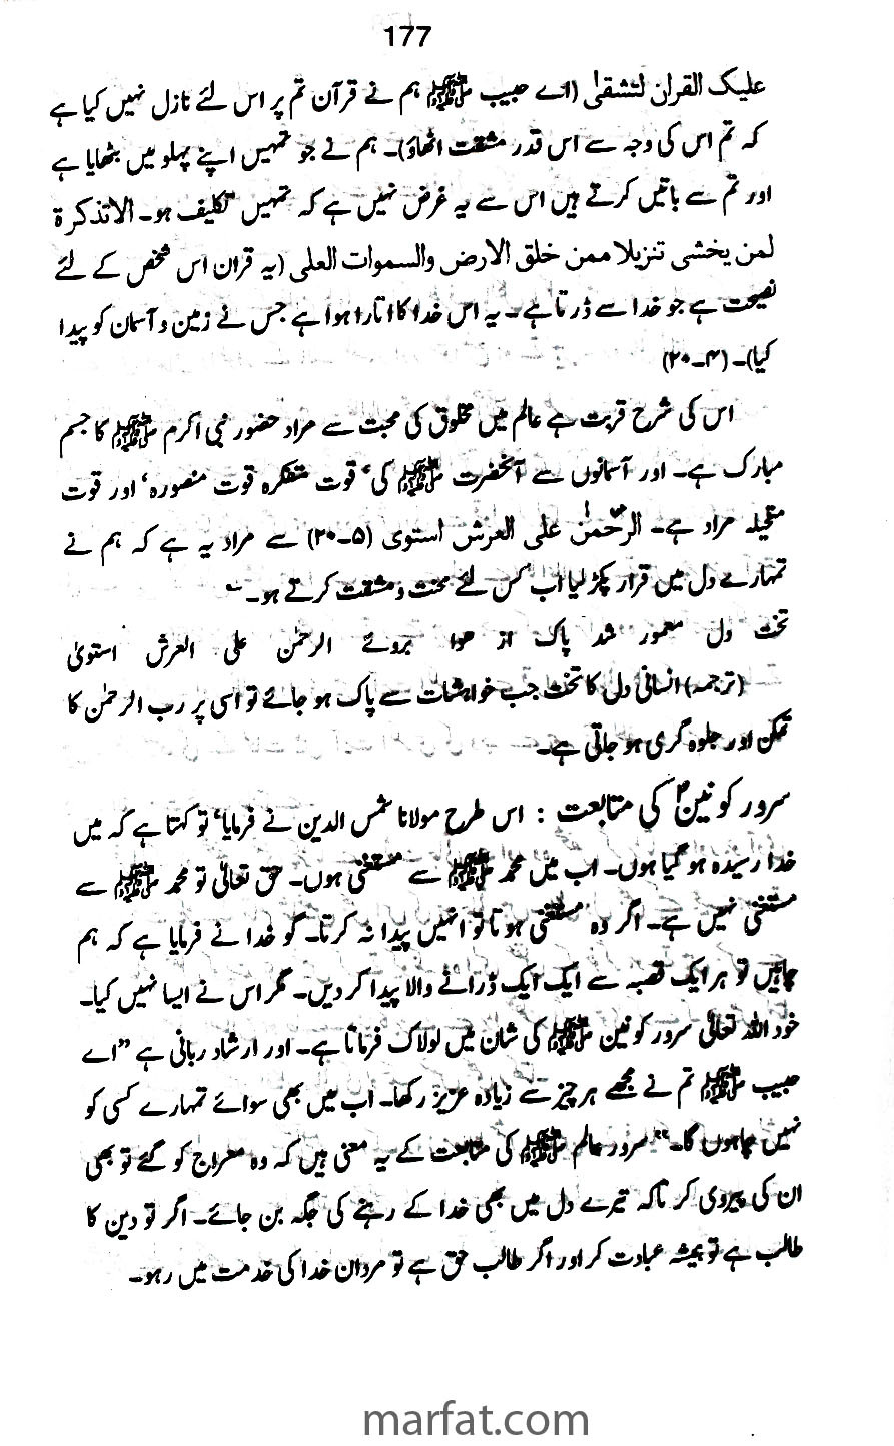 177
علیک القران لتشقیٰ (اے حبیب ﷺ ہم نے قرآن تم پر اس لئے نازل نہیں کیا ہے
کہ تم اس کی وجہ سے اس قدر مشقت اٹھاؤ)۔ ہم نے جو تمہیں اپنے پہلو میں بٹھایا ہے
اور تم سے باتیں کرتے ہیں اس سے یہ غرض نہیں ہے کہ تمہیں تکلیف ہو۔ الاتذکرۃ
لمن یخشی تنزیلا ممن خلق الارض والسموات العلی (یہ قران اس شخص کے لئے
نصیحت ہے جو خدا سے ڈرتا ہے۔ یہ اس خدا کا اتارا ہوا ہے جس نے زمین و آسمان کو پیدا
کیا)۔ (۴۔۲۰)
اس کی شرح قربت ہے عالم میں مخلوق کی محبت سے مراد حضور نبی اکرم ﷺ کا جسم
مبارک ہے۔ اور آسمانوں سے آنحضرت ﷺ کی‘ قوت متفکرہ قوت منصورہ‘ اور قوت
متخیلہ مراد ہے۔ الرحمٰن علی العرش استوی (۵۔۲۰) سے مراد یہ ہے کہ ہم نے
تمہارے دل میں قرار پکڑ لیا اب کس لئے محنت و مشقت کرتے ہو۔
تخت دل معمور شد پاک از ہوا بروئے الرحمٰن علی العرش استویٰ
(ترجمہ) انسانی دل کا تخت جب خواہشات سے پاک ہو جائے تو اسی پر رب الرحمٰن کا
تمکن اور جلوہ گری ہو جاتی ہے۔
سرور کونینؐ کی متابعت : اس طرح مولانا شمس الدین نے فرمایا‘ تو کہتا ہے کہ میں
خدا رسیدہ ہو گیا ہوں۔ اب میں محمد ﷺ سے مستغنی ہوں۔ حق تعالیٰ تو محمد ﷺ سے
مستغنی نہیں ہے۔ اگر وہ مستغنی ہوتا تو انہیں پیدا نہ کرتا۔ گو خدا نے فرمایا ہے کہ ہم
چاہیں تو ہر ایک قصبہ سے ایک ایک ڈرانے والا پیدا کر دیں۔ مگر اس نے ایسا نہیں کیا۔
خود اللہ تعالیٰ سرور کونین ﷺ کی شان میں لولاک فرماتا ہے۔ اور ارشاد ربانی ہے ”اے
حبیب ﷺ تم نے مجھے ہر چیز سے زیادہ عزیز رکھا۔ اب میں بھی سوائے تمہارے کسی کو
نہیں چاہوں گا۔“ سرور عالم ﷺ کی متابعت کے یہ معنی ہیں کہ وہ معراج کو گئے تو بھی
ان کی پیروی کر تاکہ تیرے دل میں بھی خدا کے رہنے کی جگہ بن جائے۔ اگر تو دین کا
طالب ہے تو ہمیشہ عبادت کر اور اگر طالب حق ہے تو مردان خدا کی خدمت میں رہو۔
marfat.com